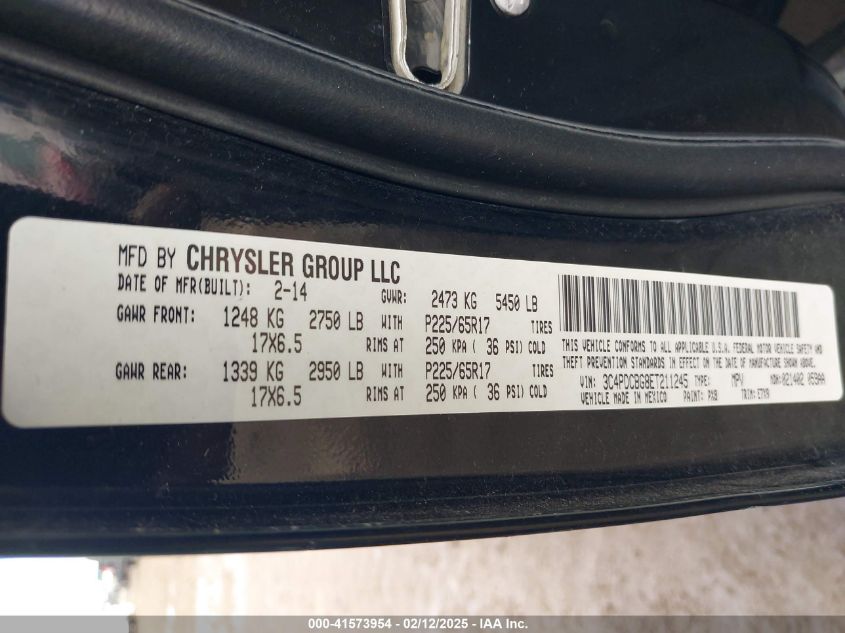 MFD BY CHRYSLER GROUP LLC
DATE OF MFR(BUILT): 2-14 GVWR: 2473 KG 5450 LB
GAWR FRONT: 1248 KG 2750 LB WITH P225/65R17 TIRES
17X6.5 RIMS AT 250 KPA ( 36 PSI) COLD
GAWR REAR: 1339 KG 2950 LB WITH P225/65R17 TIRES
17X6.5 RIMS AT 250 KPA ( 36 PSI) COLD
THIS VEHICLE CONFORMS TO ALL APPLICABLE U.S.A. FEDERAL MOTOR VEHICLE SAFETY AND
THEFT PREVENTION STANDARDS IN EFFECT ON THE DATE OF MANUFACTURE SHOWN ABOVE.
VIN: 3C4PDCBG8ET211245 TYPE: MPV MDH:
VEHICLE MADE IN MEXICO PAINT: TRIM:
000-41573954 / 02/12/2025 - IAA Inc.